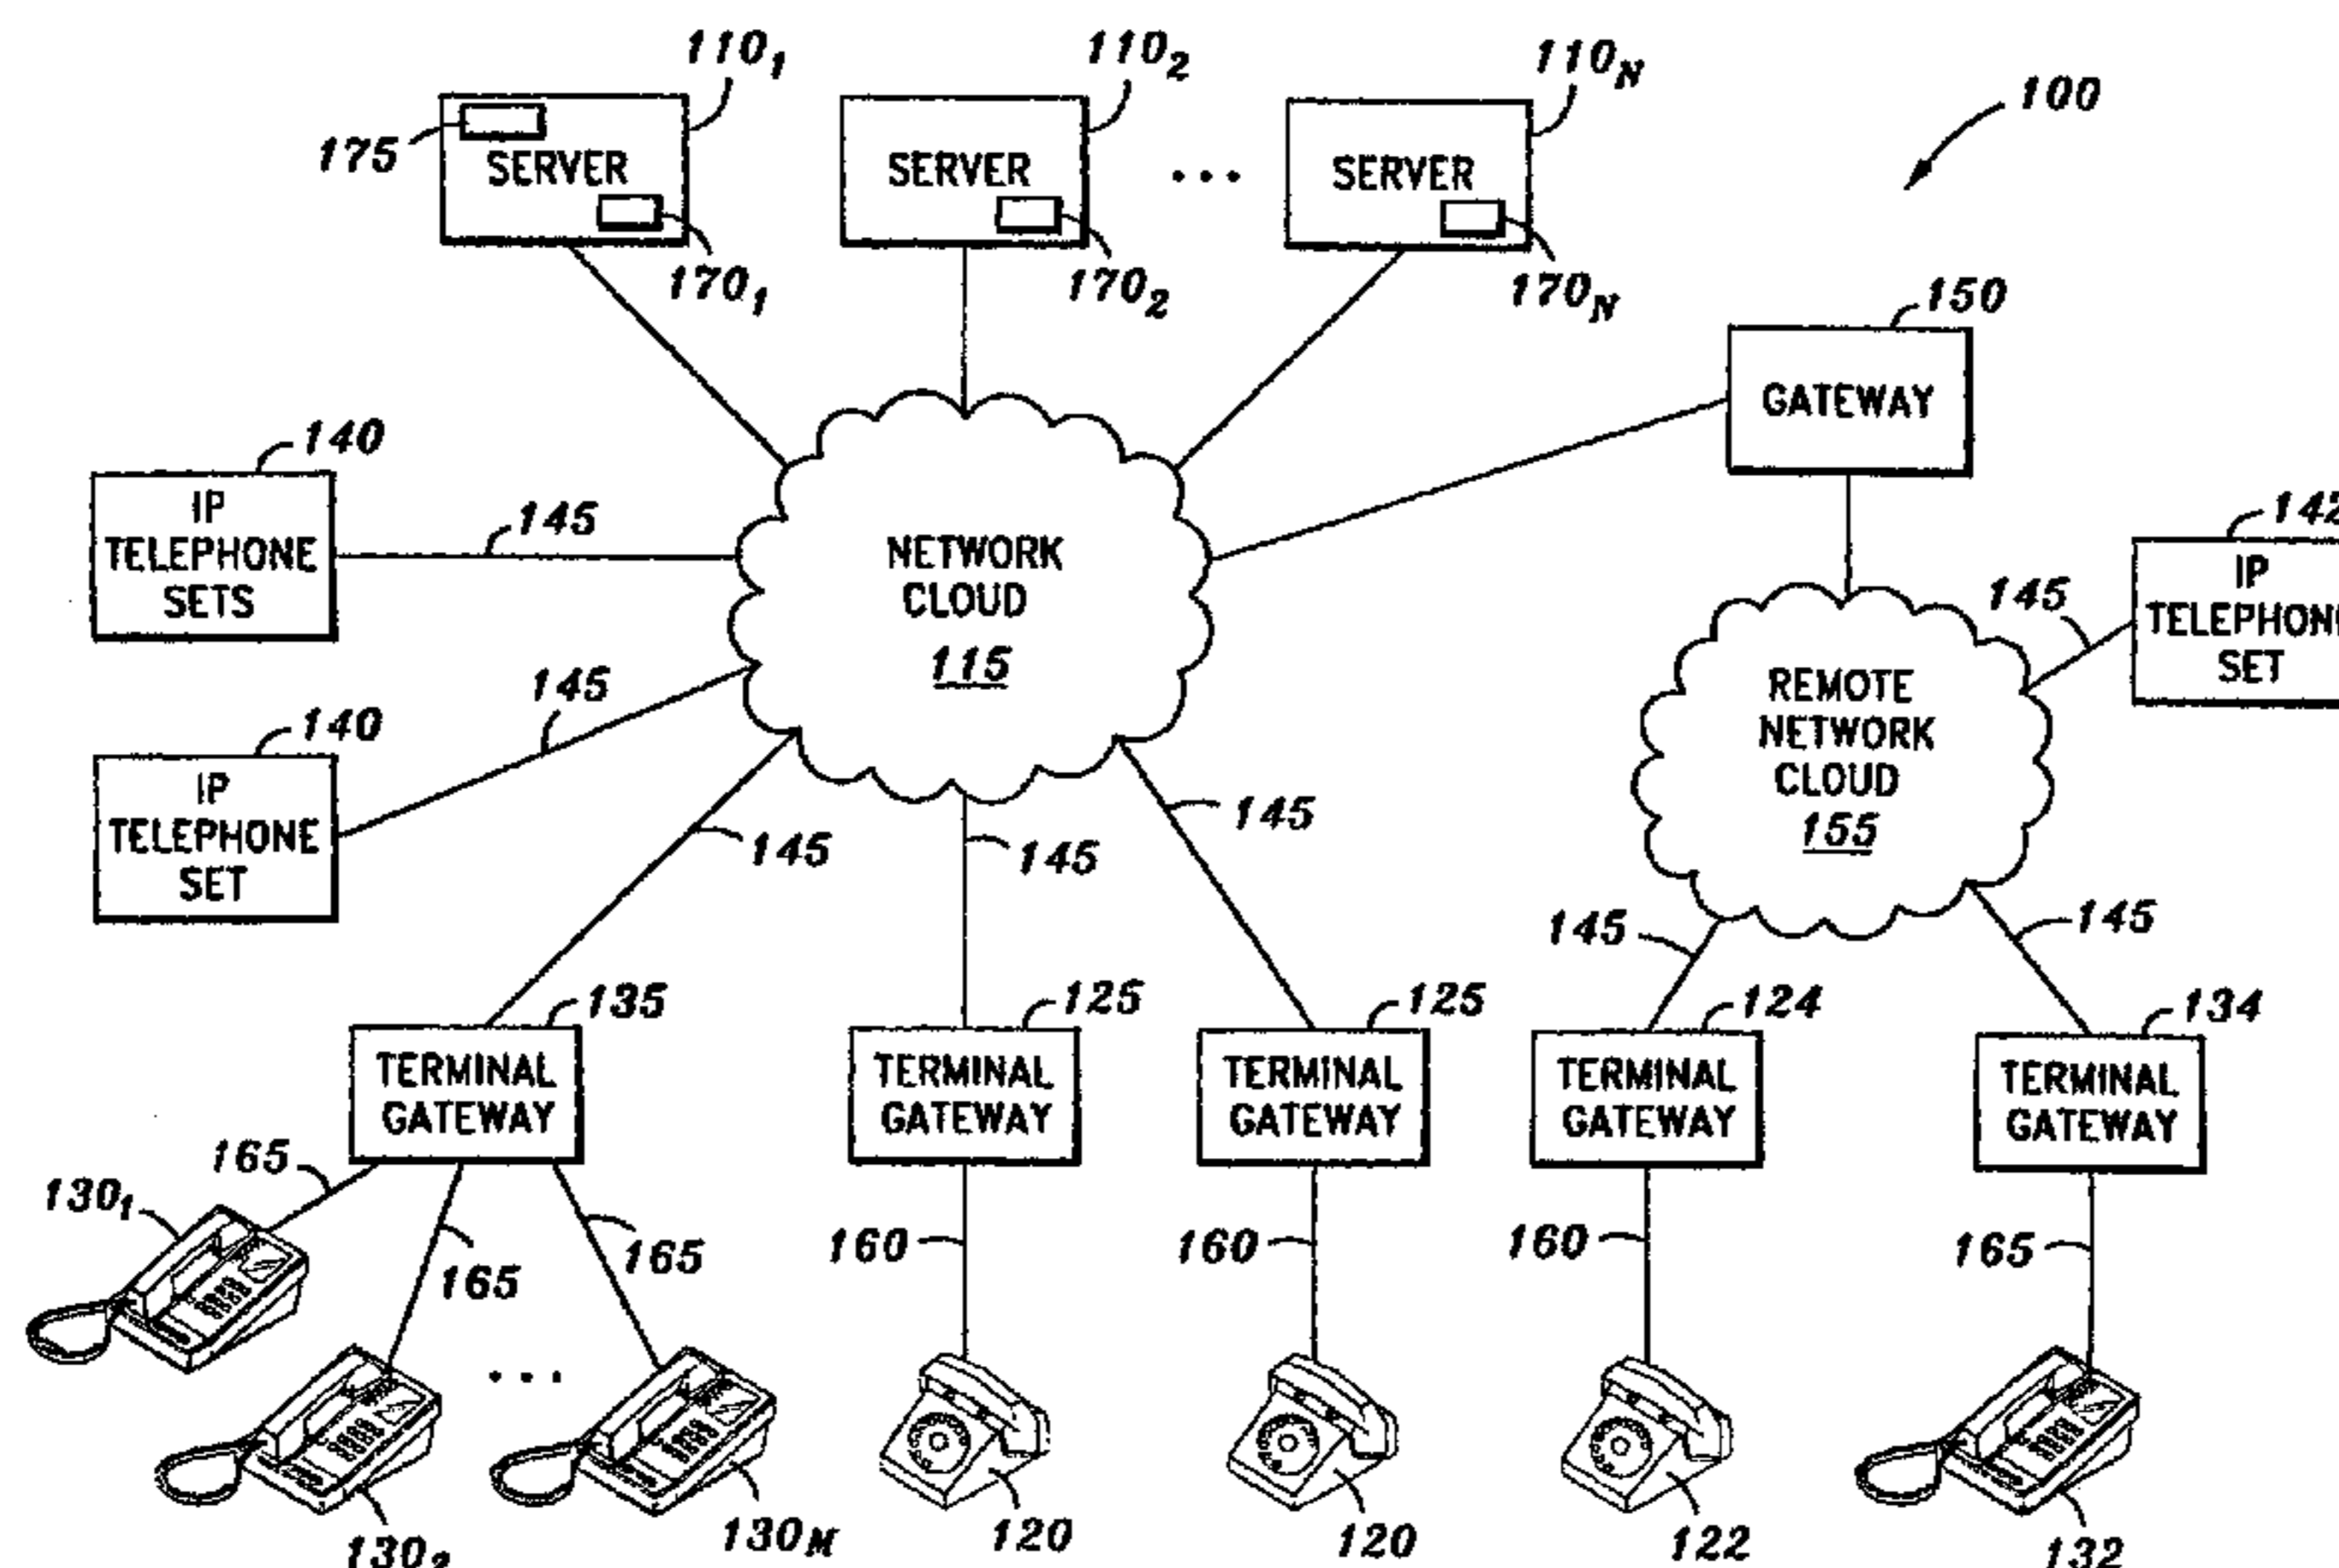 110₁
110₂
110N
100
175
SERVER
SERVER
...
SERVER
170₁
170₂
170N
150
GATEWAY
140
IP
TELEPHONE
SETS
145
NETWORK
CLOUD
115
142
IP
TELEPHONE
SET
145
REMOTE
NETWORK
CLOUD
155
140
IP
TELEPHONE
SET
145
145
145
145
145
145
135
TERMINAL
GATEWAY
125
TERMINAL
GATEWAY
125
TERMINAL
GATEWAY
124
TERMINAL
GATEWAY
134
TERMINAL
GATEWAY
165
165
165
160
160
160
165
130₁
130₂
...
130M
120
120
122
132